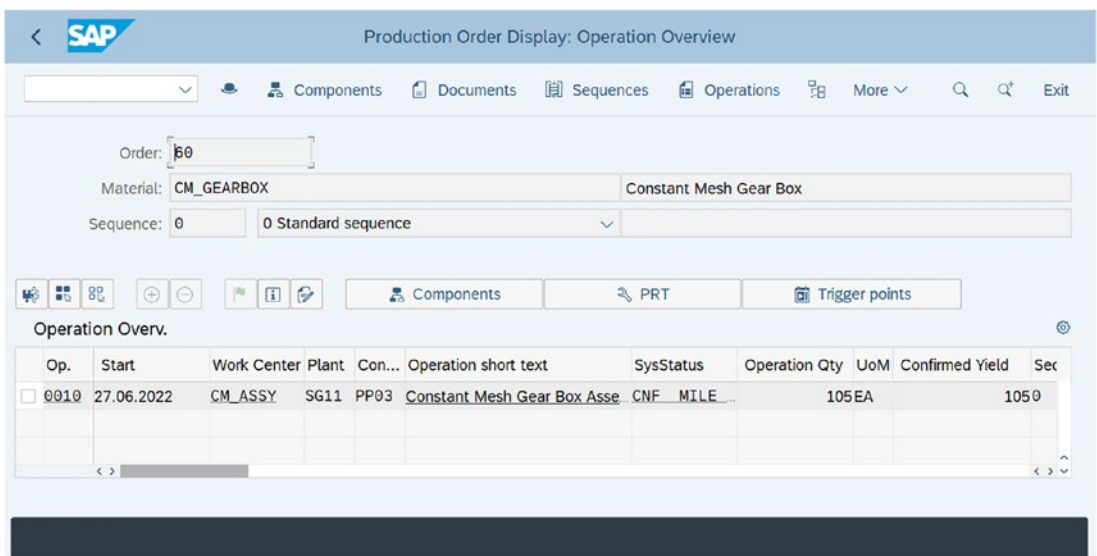 SAP Production Order Display: Operation Overview
Components Documents Sequences Operations More Exit
Order: 60
Material: CM_GEARBOX Constant Mesh Gear Box
Sequence: 0 0 Standard sequence
Components PRT Trigger points
Operation Overv.
Op. Start Work Center Plant Con... Operation short text SysStatus Operation Qty UoM Confirmed Yield Sec
0010 27.06.2022 CM_ASSY SG11 PP03 Constant Mesh Gear Box Asse... CNF MILE ... 105 EA 105 0